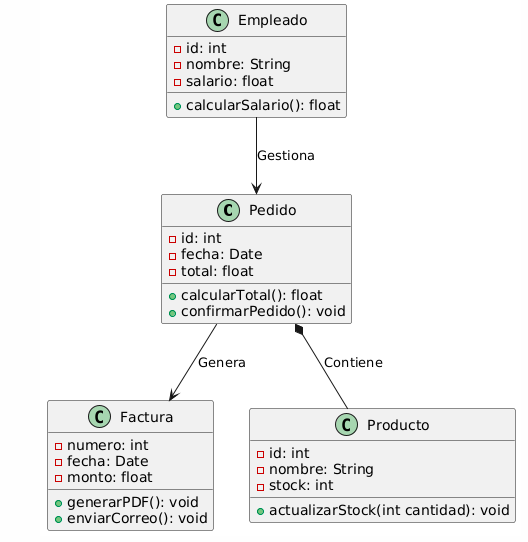 C Empleado
id: int
nombre: String
salario: float
calcularSalario(): float
Gestiona
C Pedido
id: int
fecha: Date
total: float
calcularTotal(): float
confirmarPedido(): void
Genera
Contiene
C Factura
numero: int
fecha: Date
monto: float
generarPDF(): void
enviarCorreo(): void
C Producto
id: int
nombre: String
stock: int
actualizarStock(int cantidad): void